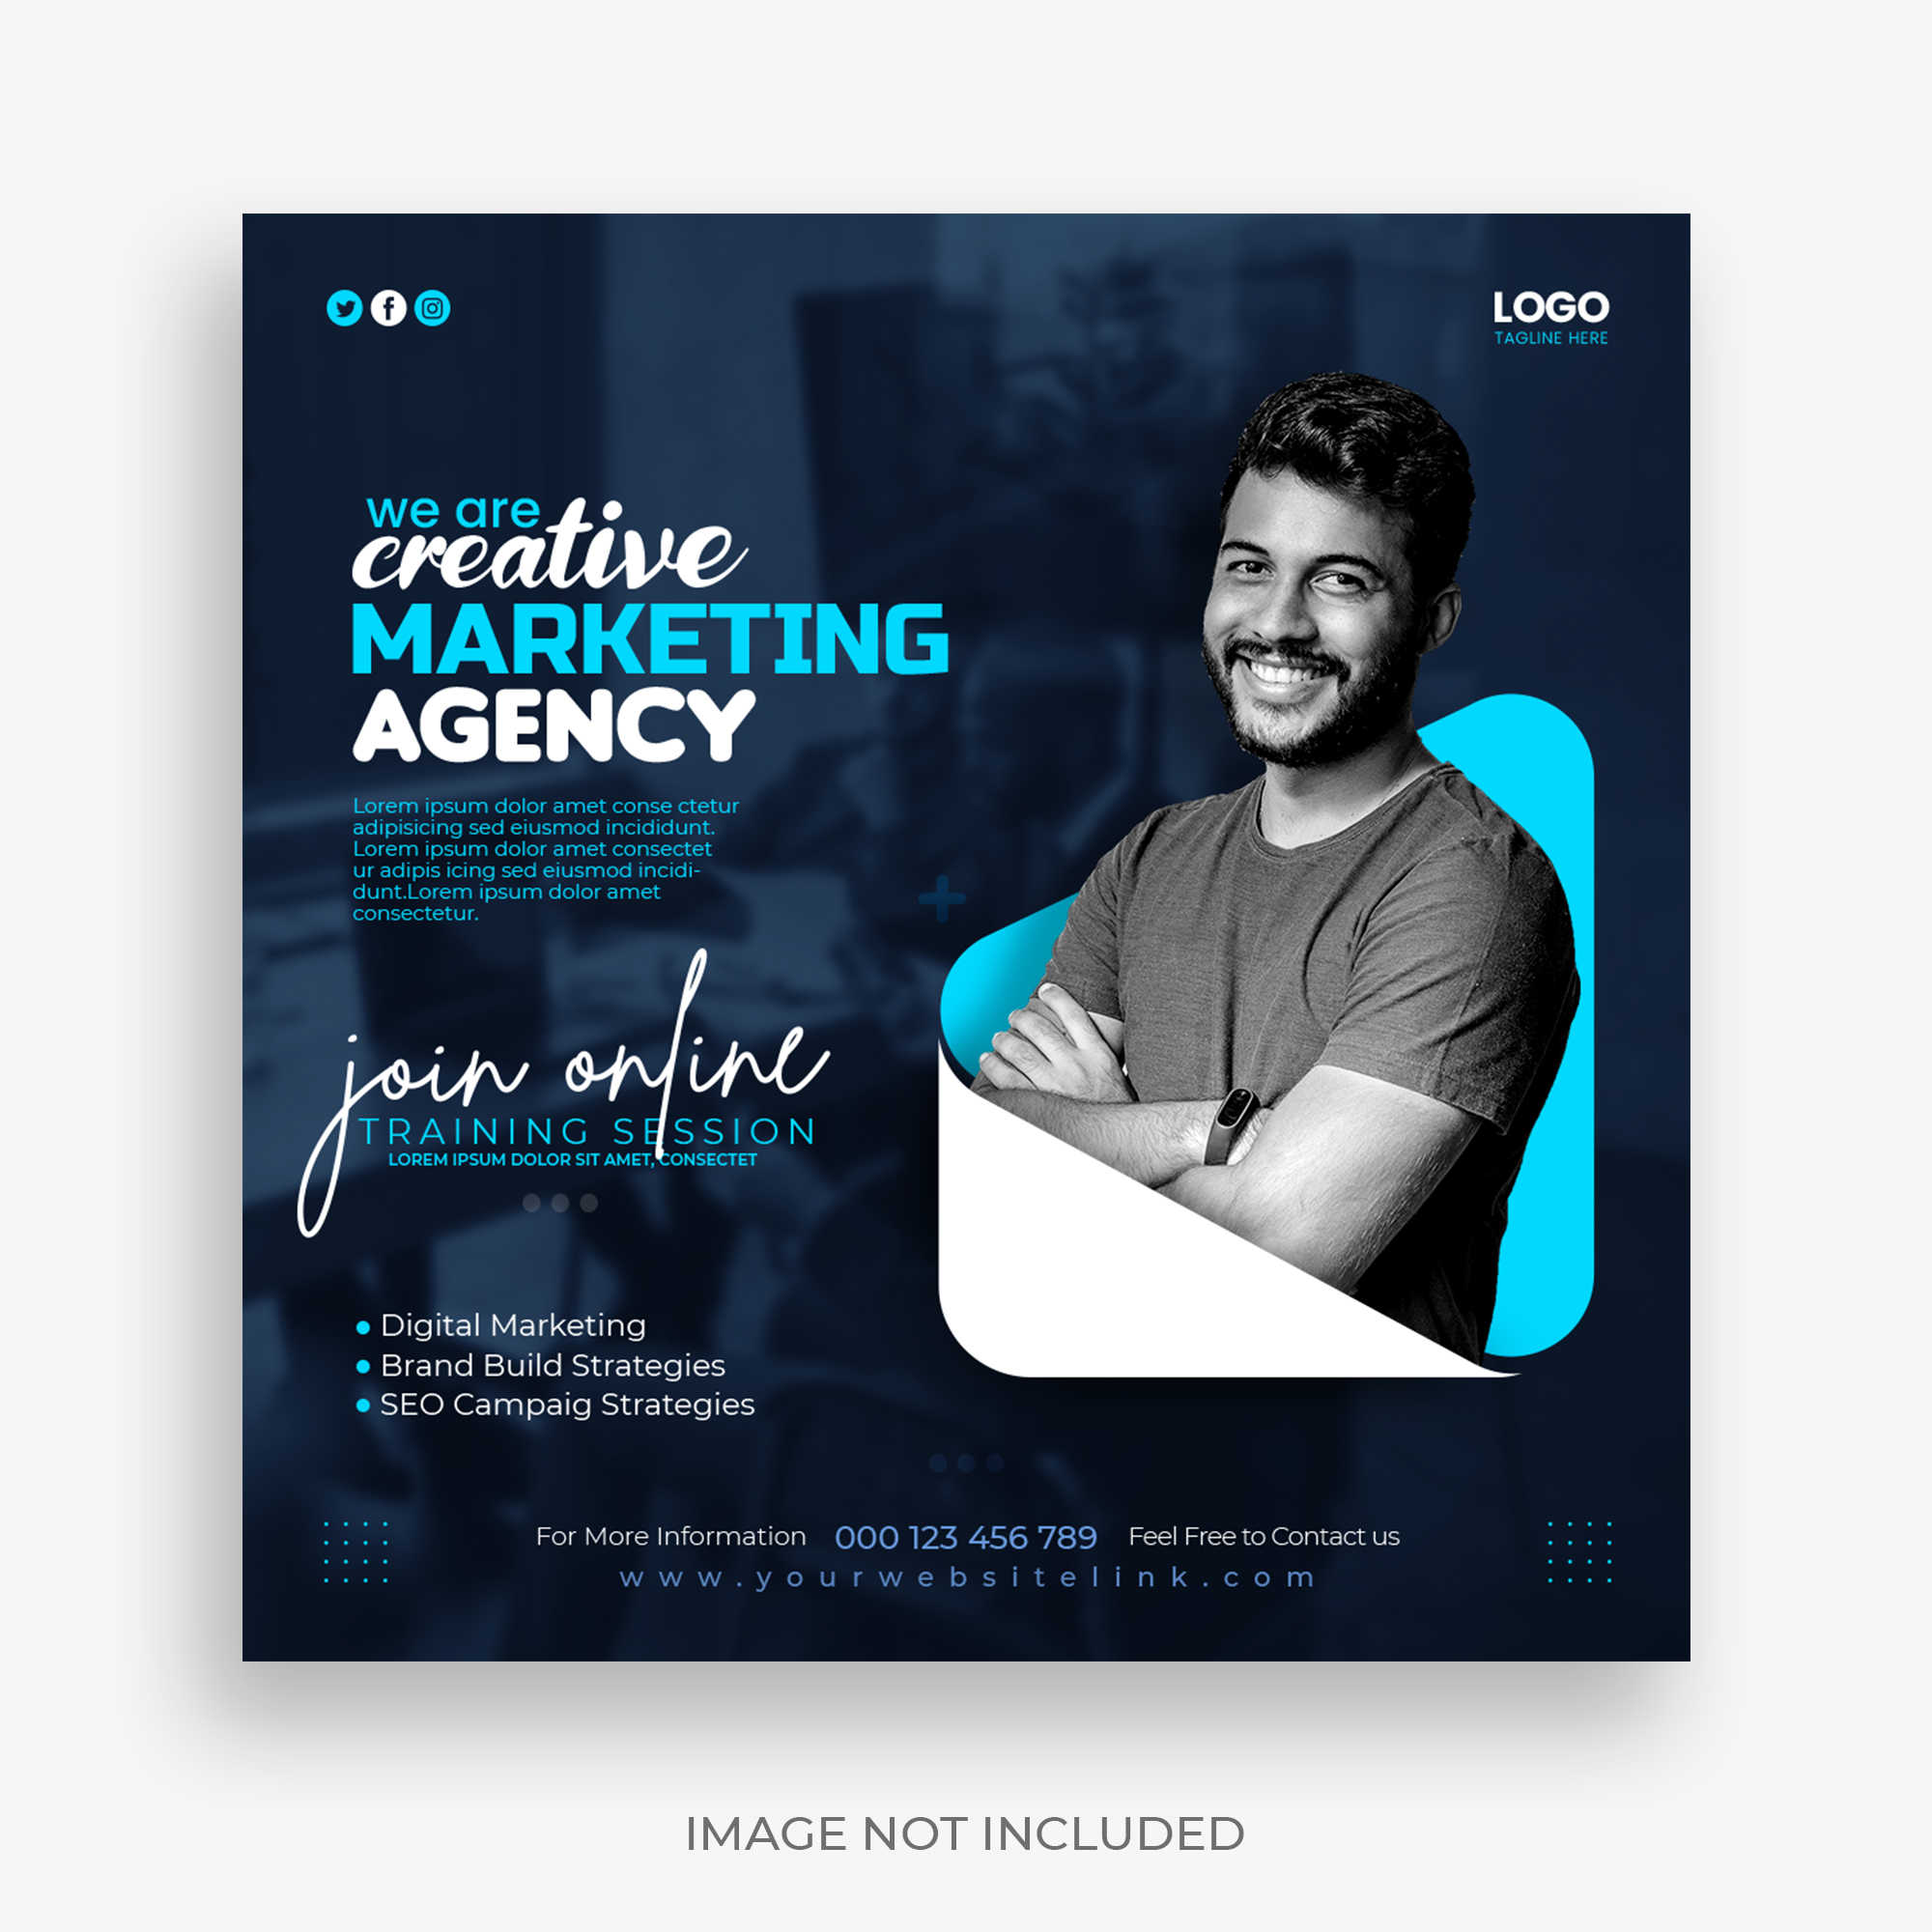 LOGO
TAGLINE HERE
we are
creative
MARKETING
AGENCY
Lorem ipsum dolor amet conse ctetur
adipisicing sed eiusmod incididunt.
Lorem ipsum dolor amet consectet
ur adipis icing sed eiusmod incidi-
dunt.Lorem ipsum dolor amet
consectetur.
join online
TRAINING SESSION
LOREM IPSUM DOLOR SIT AMET, CONSECTET
Digital Marketing
Brand Build Strategies
SEO Campaig Strategies
For More Information 000 123 456 789 Feel Free to Contact us
www.yourwebsitelink.com
IMAGE NOT INCLUDED